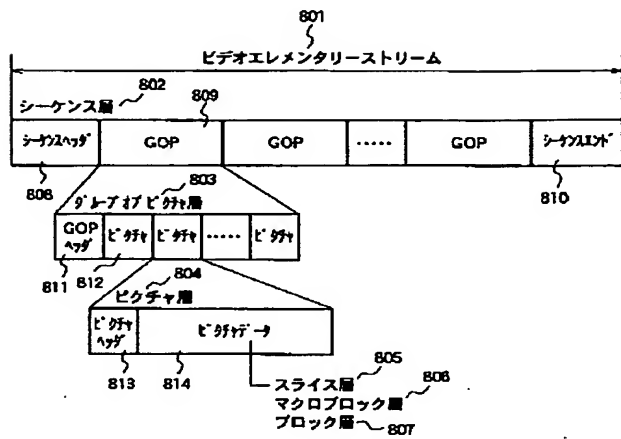 801
ビデオエレメンタリーストリーム
シーケンス層 802
809
シーケンスヘッダ GOP GOP ····· GOP シーケンスエンド
808
810
グループオブピクチャ層 803
GOPヘッダ ピクチャ ピクチャ ····· ピクチャ
811 812
ピクチャ層 804
ピクチャヘッダ ピクチャデータ
813 814
スライス層 805
マクロブロック層 806
ブロック層 807